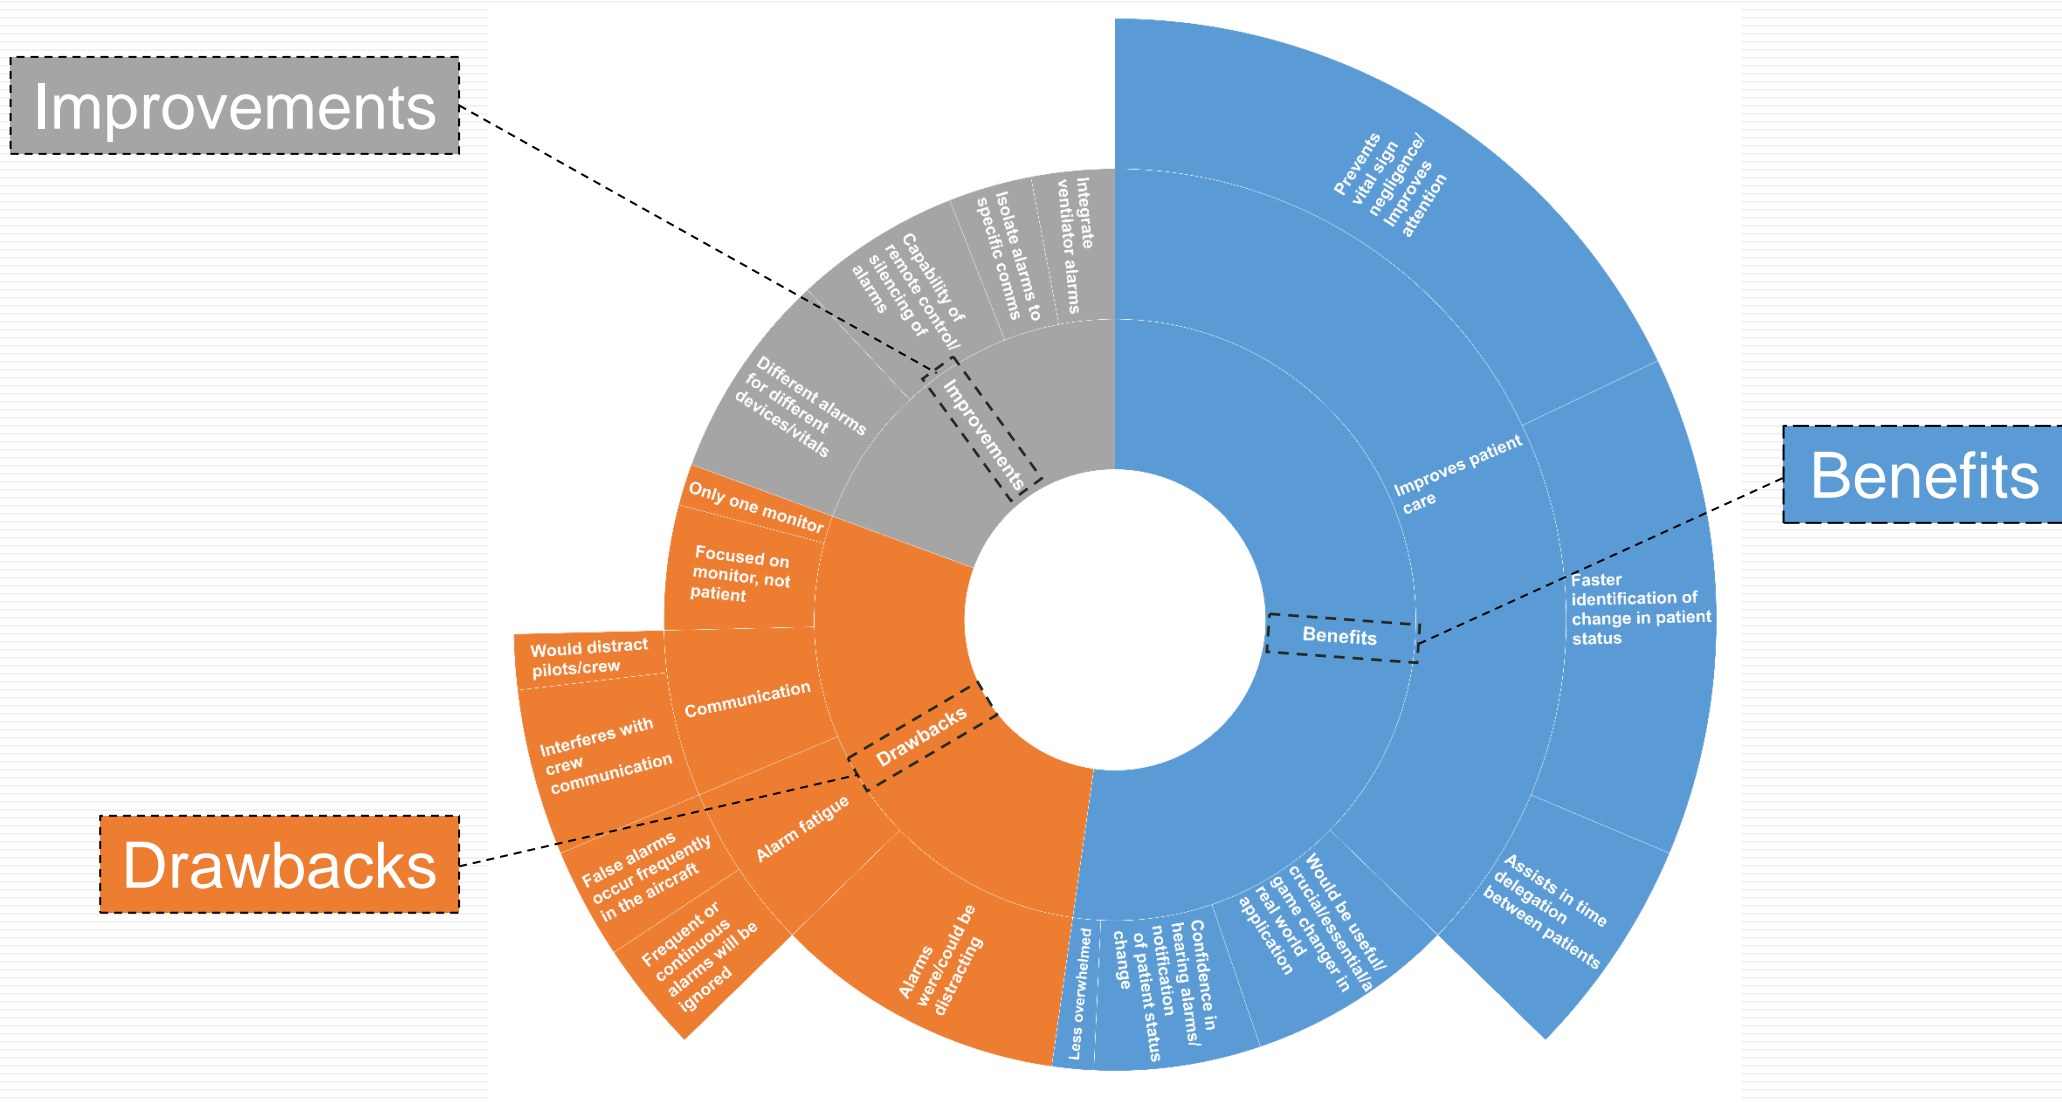 Improvements
Benefits
Drawbacks
Prevents
vital sign
negligence/
Improves
attention
Improves patient
care
Faster
identification of
change in patient
status
Assists in time
delegation
between patients
Benefits
Would be useful/
crucial/essential/a
game changer in
real world
application
Confidence in
hearing alarms/
notification
of patient status
change
Less overwhelmed
Drawbacks
Alarms
were/could be
distracting
Alarm fatigue
Frequent or
continuous
alarms will be
ignored
False alarms
occur frequently
in the aircraft
Communication
Interferes with
crew
communication
Would distract
pilots/crew
Focused on
monitor, not
patient
Only one monitor
Improvements
Different alarms
for different
devices/vitals
Capability of
remote control/
silencing of
alarms
Isolate alarms to
specific comms
Integrate
ventilator alarms